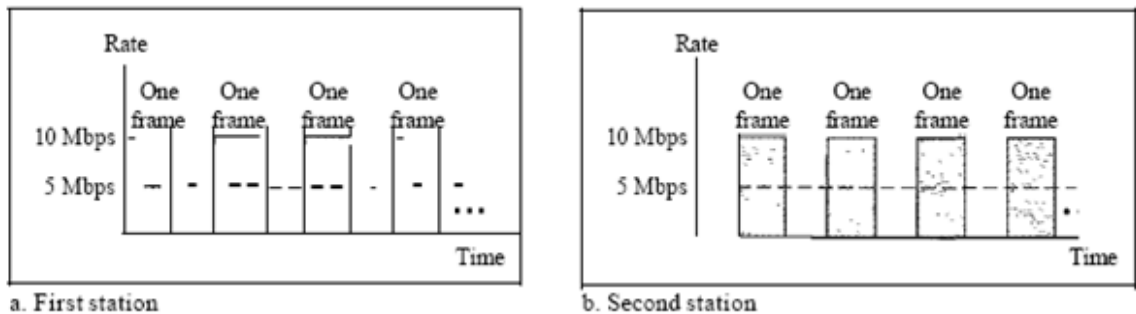 Rate
One One One One
frame frame frame frame
10 Mbps
5 Mbps
Time
a. First station
Rate
One One One One
frame frame frame frame
10 Mbps
5 Mbps
Time
b. Second station